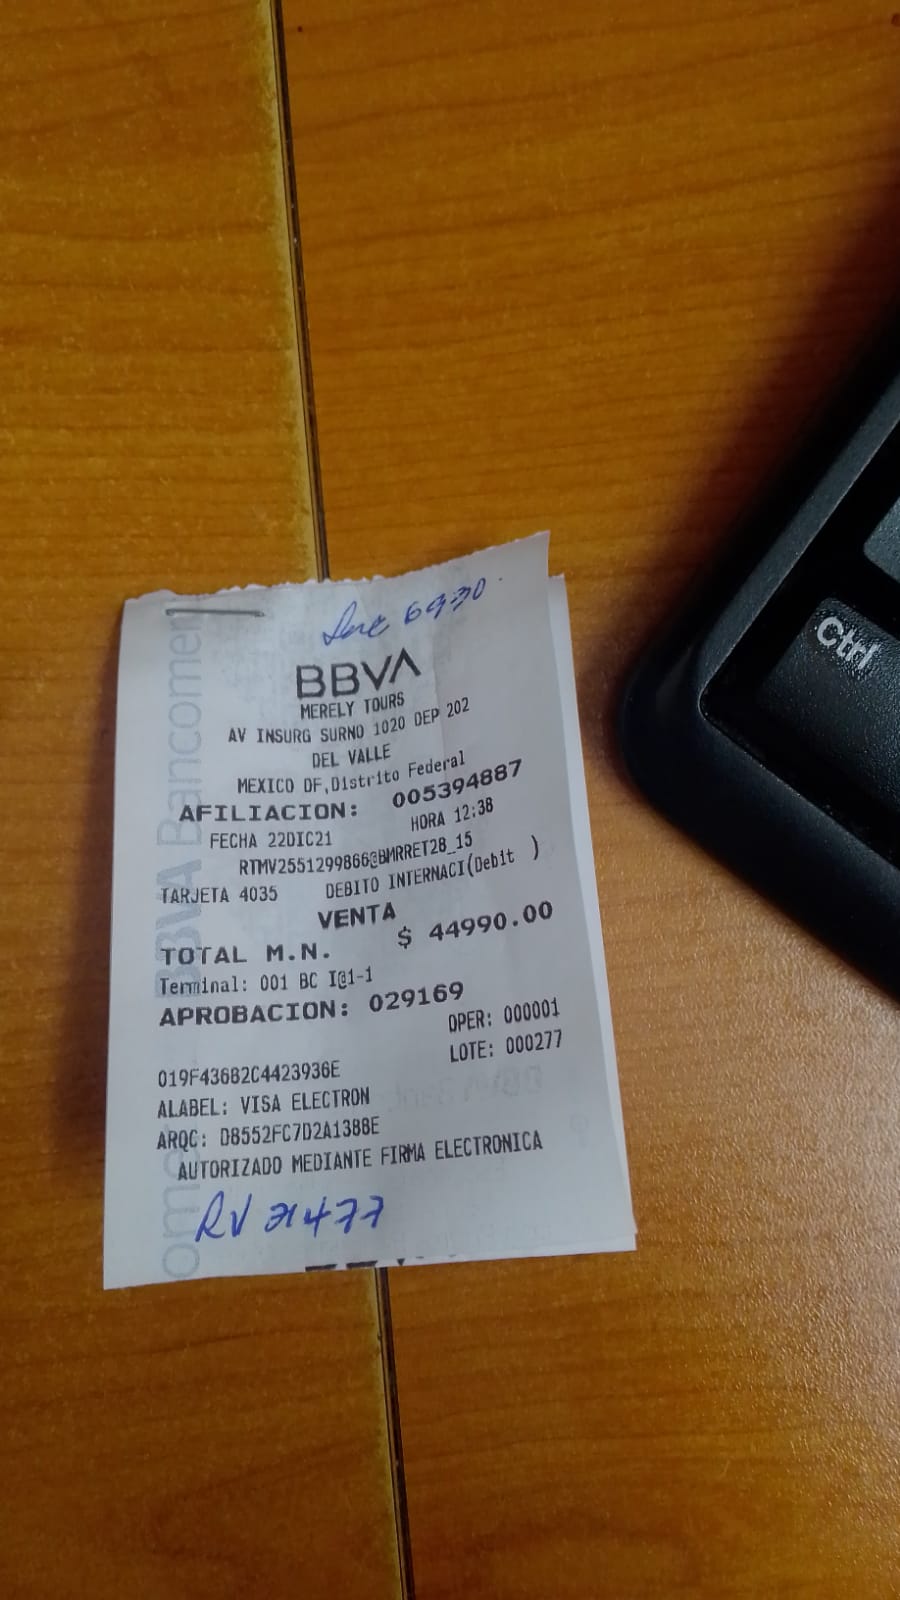 6930
BBVA
MERELY TOURS
AV INSURG SURNO 1020 DEP 202
DEL VALLE
MEXICO DF,Distrito Federal
AFILIACION: 005394887
FECHA 22DIC21 HORA 12:38
RTMV2551299866@BMRRET28_15
TARJETA 4035 DEBITO INTERNACI(Debit )
VENTA
TOTAL M.N. $ 44990.00
Terminal: 001 BC I@1-1
APROBACION: 029169
OPER: 000001
LOTE: 000277
019F43682C4423936E
ALABEL: VISA ELECTRON
ARQC: D8552FC7D2A1388E
AUTORIZADO MEDIANTE FIRMA ELECTRONICA
RV 21477
BBVA Bancomer
Ctrl